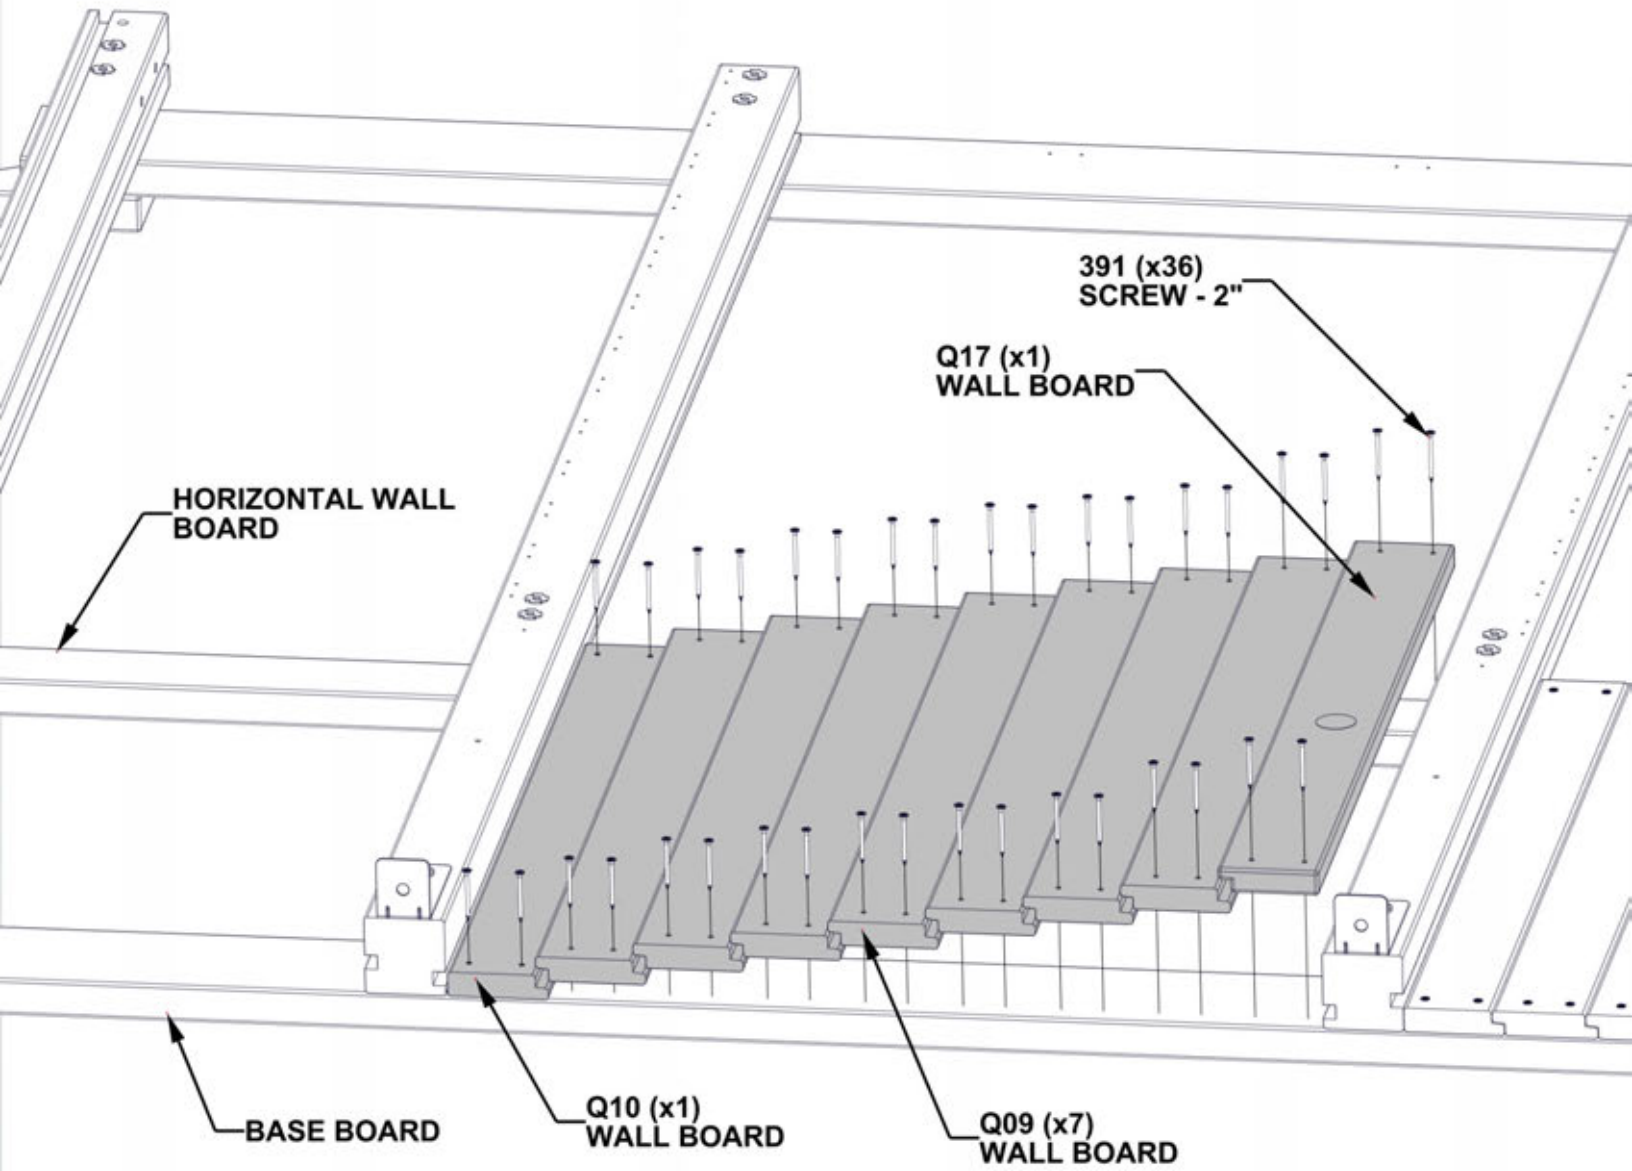 391 (x36)
SCREW - 2"
Q17 (x1)
WALL BOARD
HORIZONTAL WALL
BOARD
Q10 (x1)
WALL BOARD
BASE BOARD
Q09 (x7)
WALL BOARD